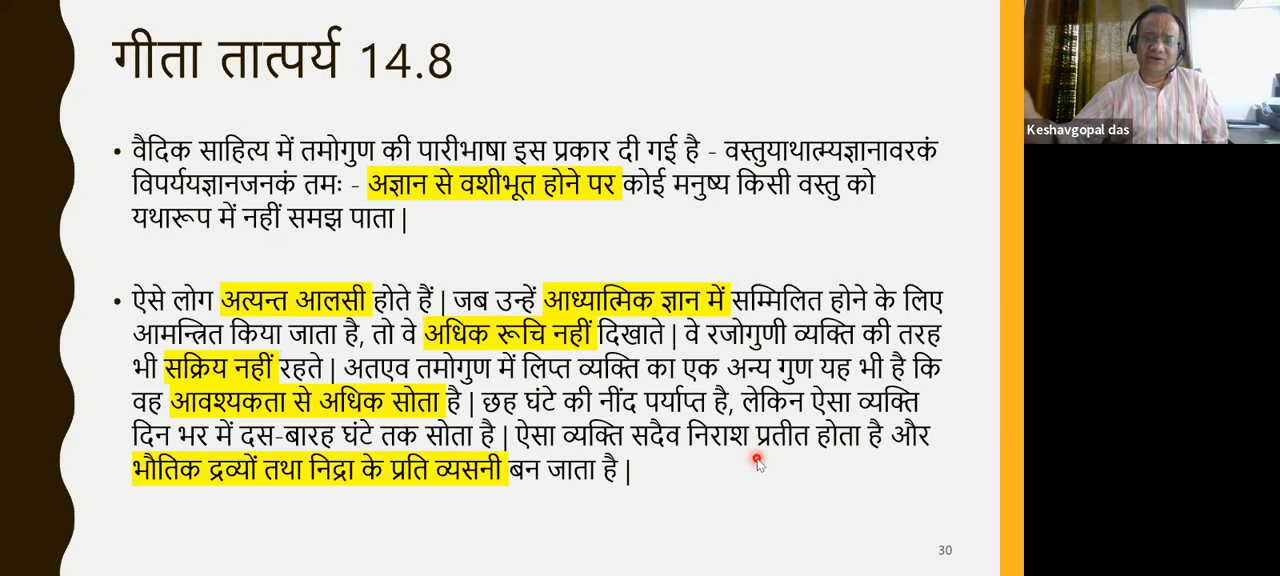 गीता तात्पर्य 14.8
• वैदिक साहित्य में तमोगुण की पारीभाषा इस प्रकार दी गई है - वस्तुयाथात्म्यज्ञानावरकं
विपर्ययज्ञानजनकं तमः - अज्ञान से वशीभूत होने पर कोई मनुष्य किसी वस्तु को
यथारूप में नहीं समझ पाता |
• ऐसे लोग अत्यन्त आलसी होते हैं | जब उन्हें आध्यात्मिक ज्ञान में सम्मिलित होने के लिए
आमन्त्रित किया जाता है, तो वे अधिक रूचि नहीं दिखाते | वे रजोगुणी व्यक्ति की तरह
भी सक्रिय नहीं रहते | अतएव तमोगुण में लिप्त व्यक्ति का एक अन्य गुण यह भी है कि
वह आवश्यकता से अधिक सोता है | छह घंटे की नींद पर्याप्त है, लेकिन ऐसा व्यक्ति
दिन भर में दस-बारह घंटे तक सोता है | ऐसा व्यक्ति सदैव निराश प्रतीत होता है और
भौतिक द्रव्यों तथा निद्रा के प्रति व्यसनी बन जाता है |
30
Keshavgopal das